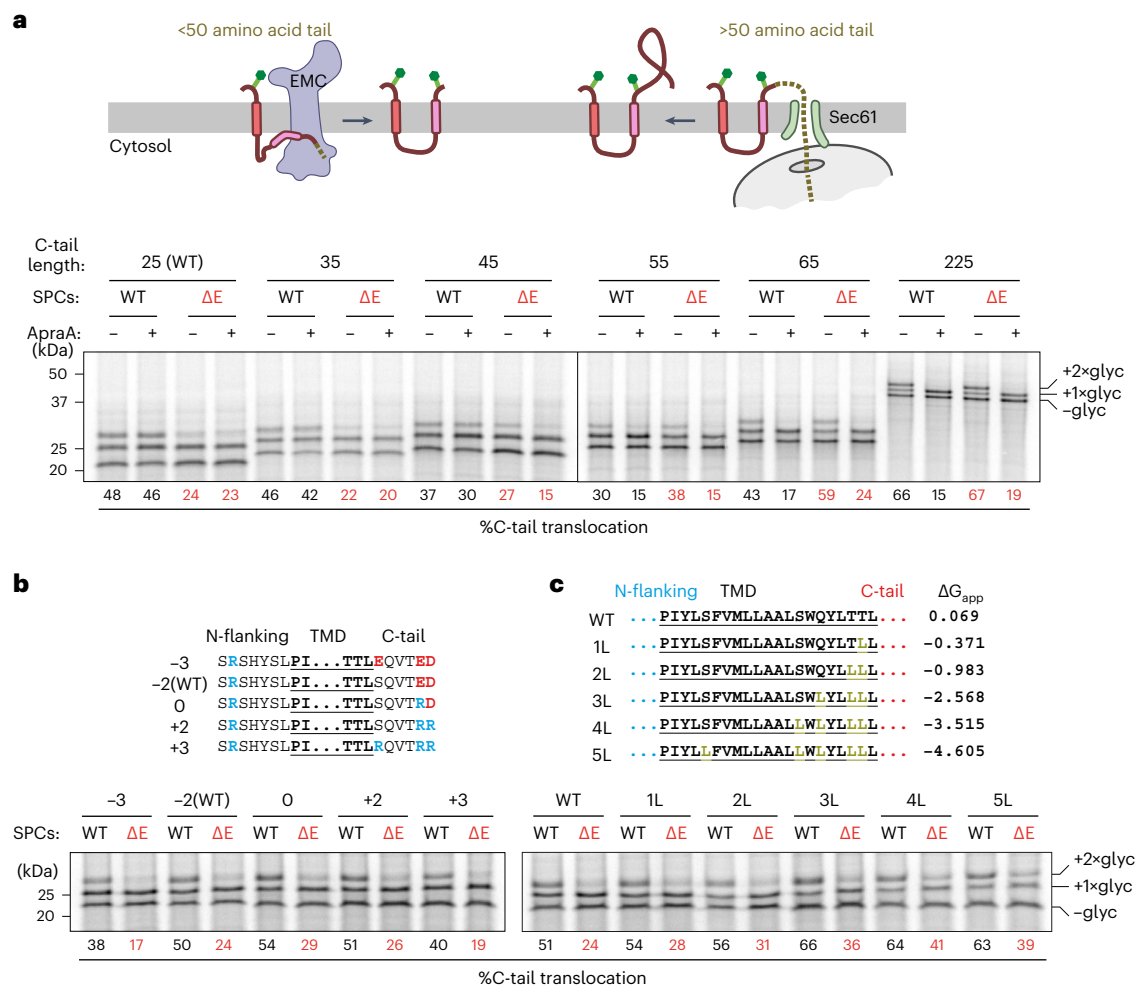 a
<50 amino acid tail
>50 amino acid tail
EMC
Sec61
Cytosol
C-tail length: 25 (WT) 35 45 55 65 225
SPCs: WT ΔE WT ΔE WT ΔE WT ΔE WT ΔE WT ΔE
ApraA: – + – + – + – + – + – + – + – + – + – + – + – +
(kDa)
50
37
25
20
+2×glyc
+1×glyc
–glyc
48 46 24 23 46 42 22 20 37 30 27 15 30 15 38 15 43 17 59 24 66 15 67 19
%C-tail translocation
b
N-flanking TMD C-tail
–3 SRSHYSLPI...TTLEQVTED
–2(WT) SRSHYSLPI...TTLSQVTED
0 SRSHYSLPI...TTLSQVTRD
+2 SRSHYSLPI...TTLSQVTRR
+3 SRSHYSLPI...TTLRQVTRR
–3 –2(WT) 0 +2 +3
SPCs: WT ΔE WT ΔE WT ΔE WT ΔE WT ΔE
(kDa)
25
20
38 17 50 24 54 29 51 26 40 19
c
N-flanking TMD C-tail ΔGapp
WT ...PIYLSFVMLLAALSWQYLTTL... 0.069
1L ...PIYLSFVMLLAALSWQYLTLL... –0.371
2L ...PIYLSFVMLLAALSWQYLLLL... –0.983
3L ...PIYLSFVMLLAALSWLYLLLL... –2.568
4L ...PIYLSFVMLLAALLWLYLLLL... –3.515
5L ...PIYLLFVMLLAALLWLYLLLL... –4.605
WT 1L 2L 3L 4L 5L
WT ΔE WT ΔE WT ΔE WT ΔE WT ΔE WT ΔE
+2×glyc
+1×glyc
–glyc
51 24 54 28 56 31 66 36 64 41 63 39
%C-tail translocation